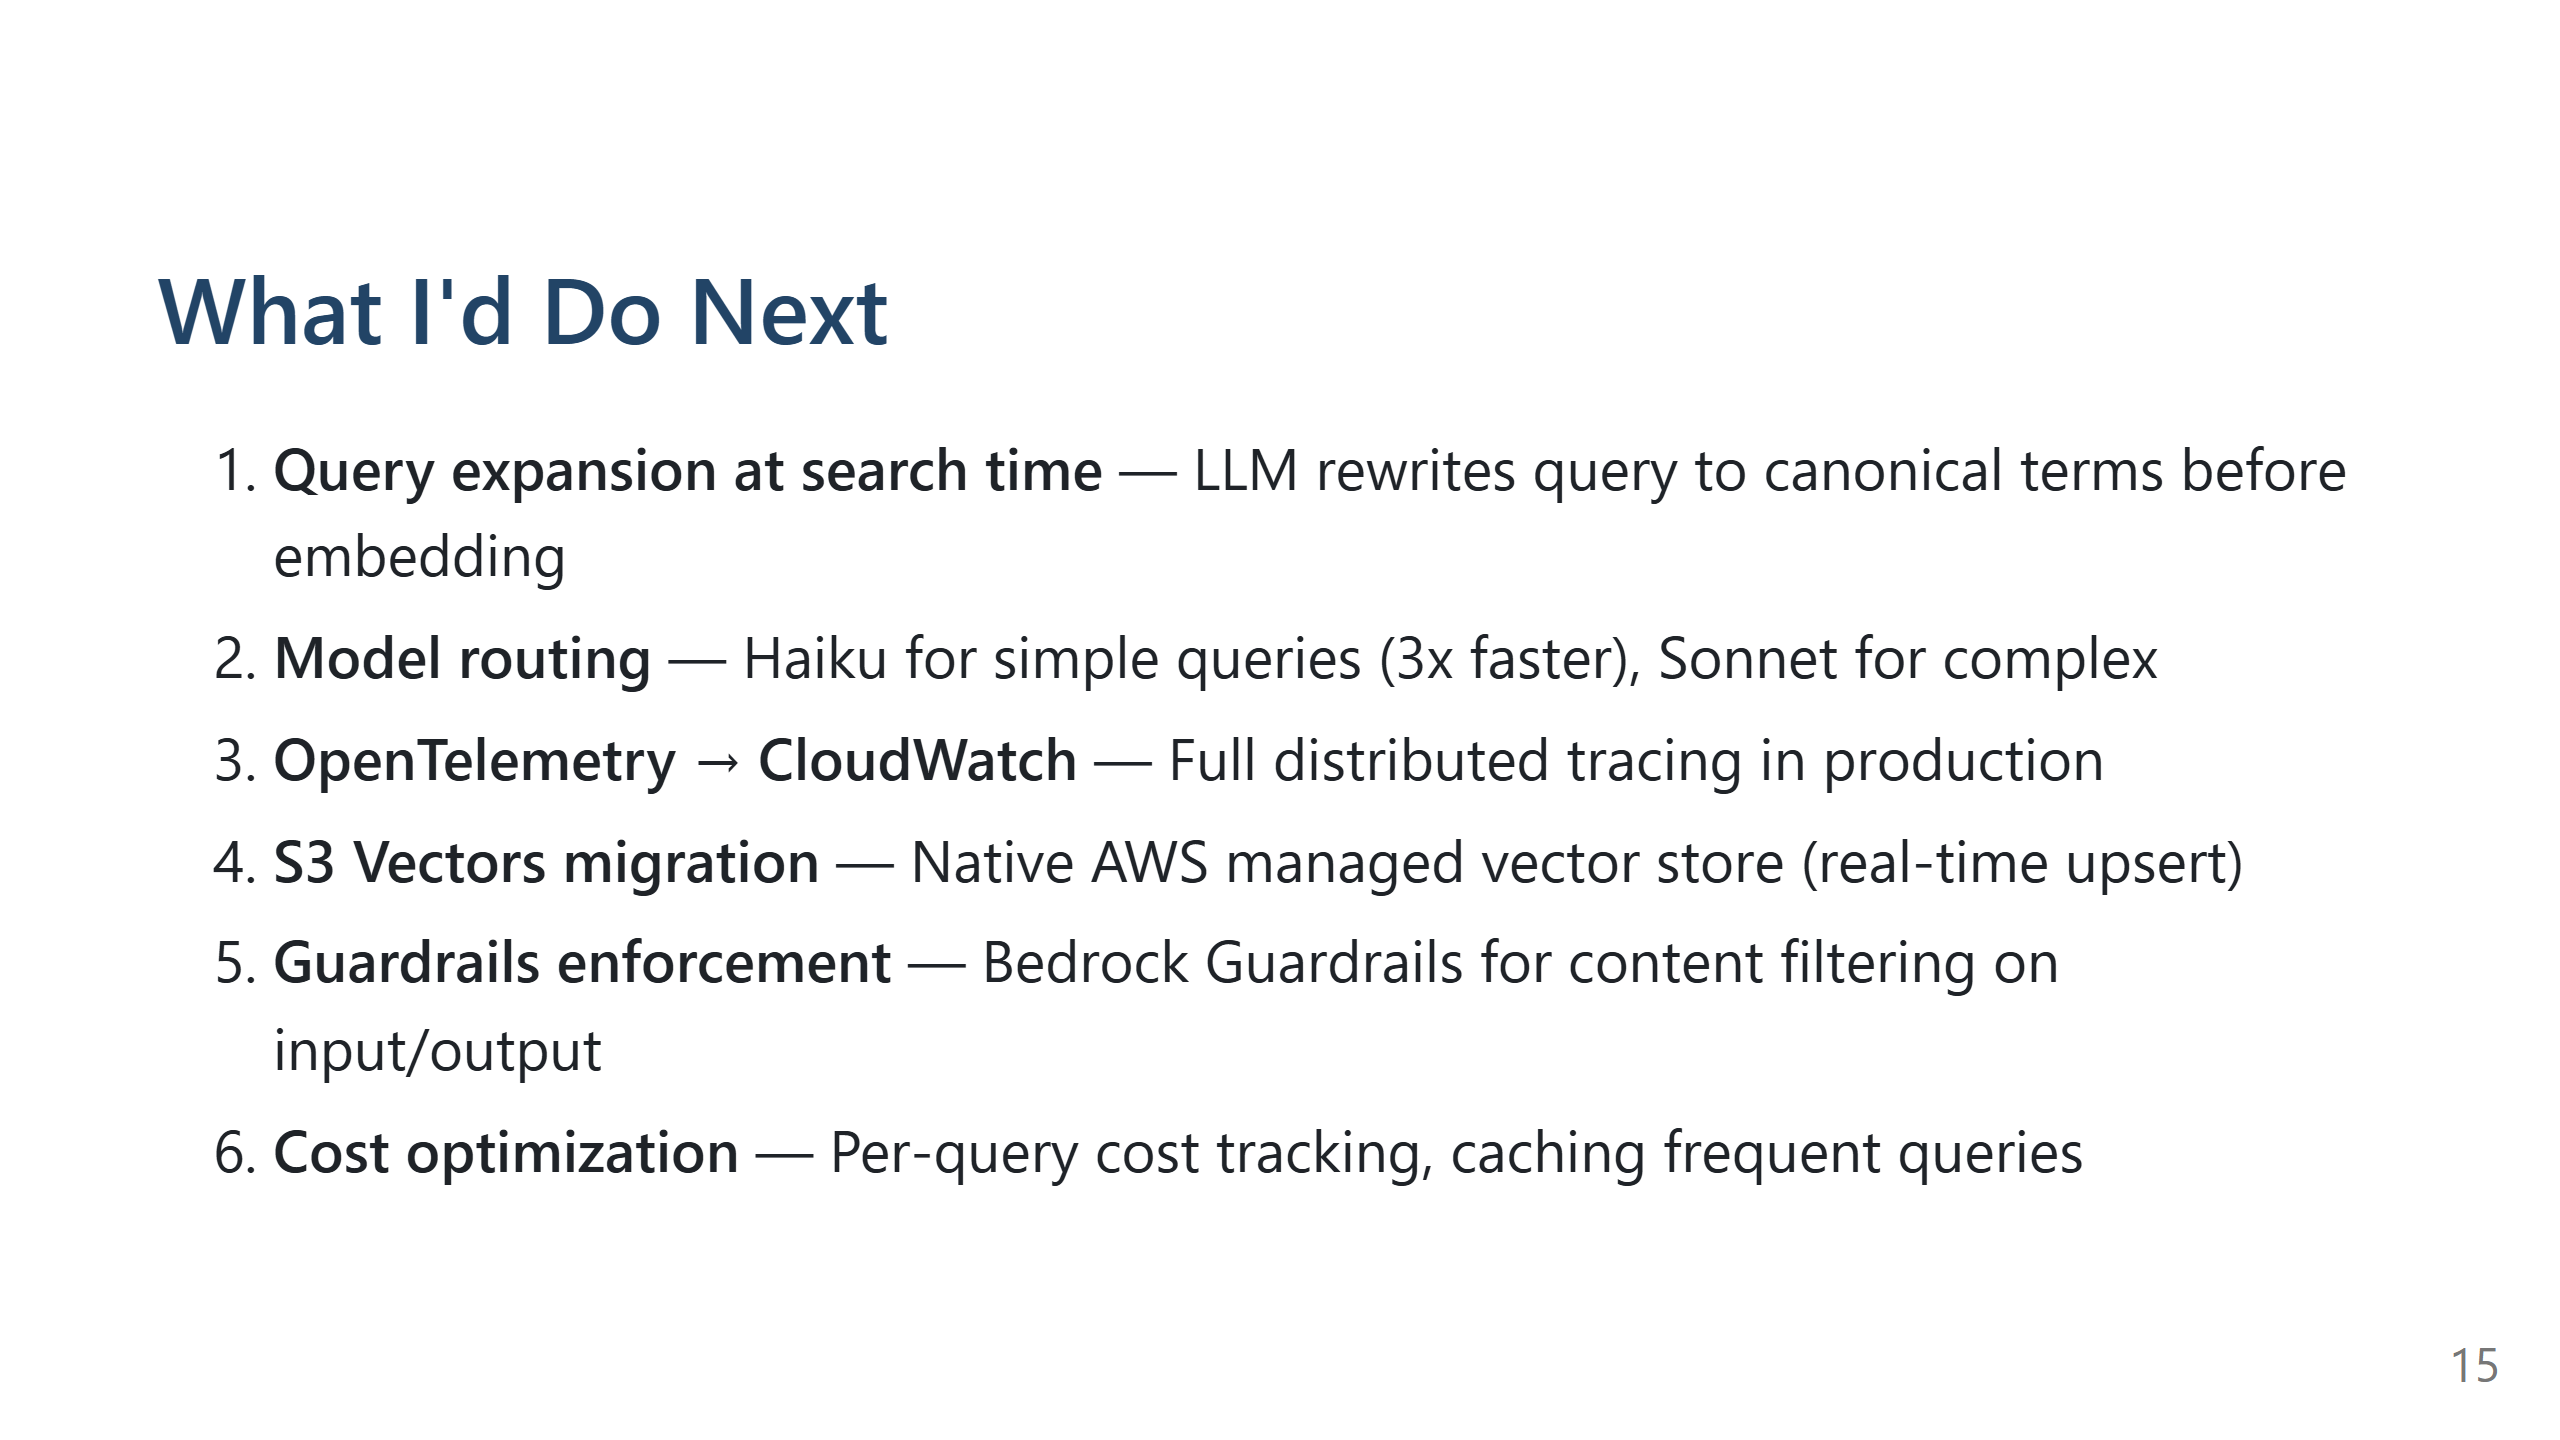 What I'd Do Next
1. Query expansion at search time — LLM rewrites query to canonical terms before
embedding
2. Model routing — Haiku for simple queries (3x faster), Sonnet for complex
3. OpenTelemetry → CloudWatch — Full distributed tracing in production
4. S3 Vectors migration — Native AWS managed vector store (real-time upsert)
5. Guardrails enforcement — Bedrock Guardrails for content filtering on
input/output
6. Cost optimization — Per-query cost tracking, caching frequent queries
15